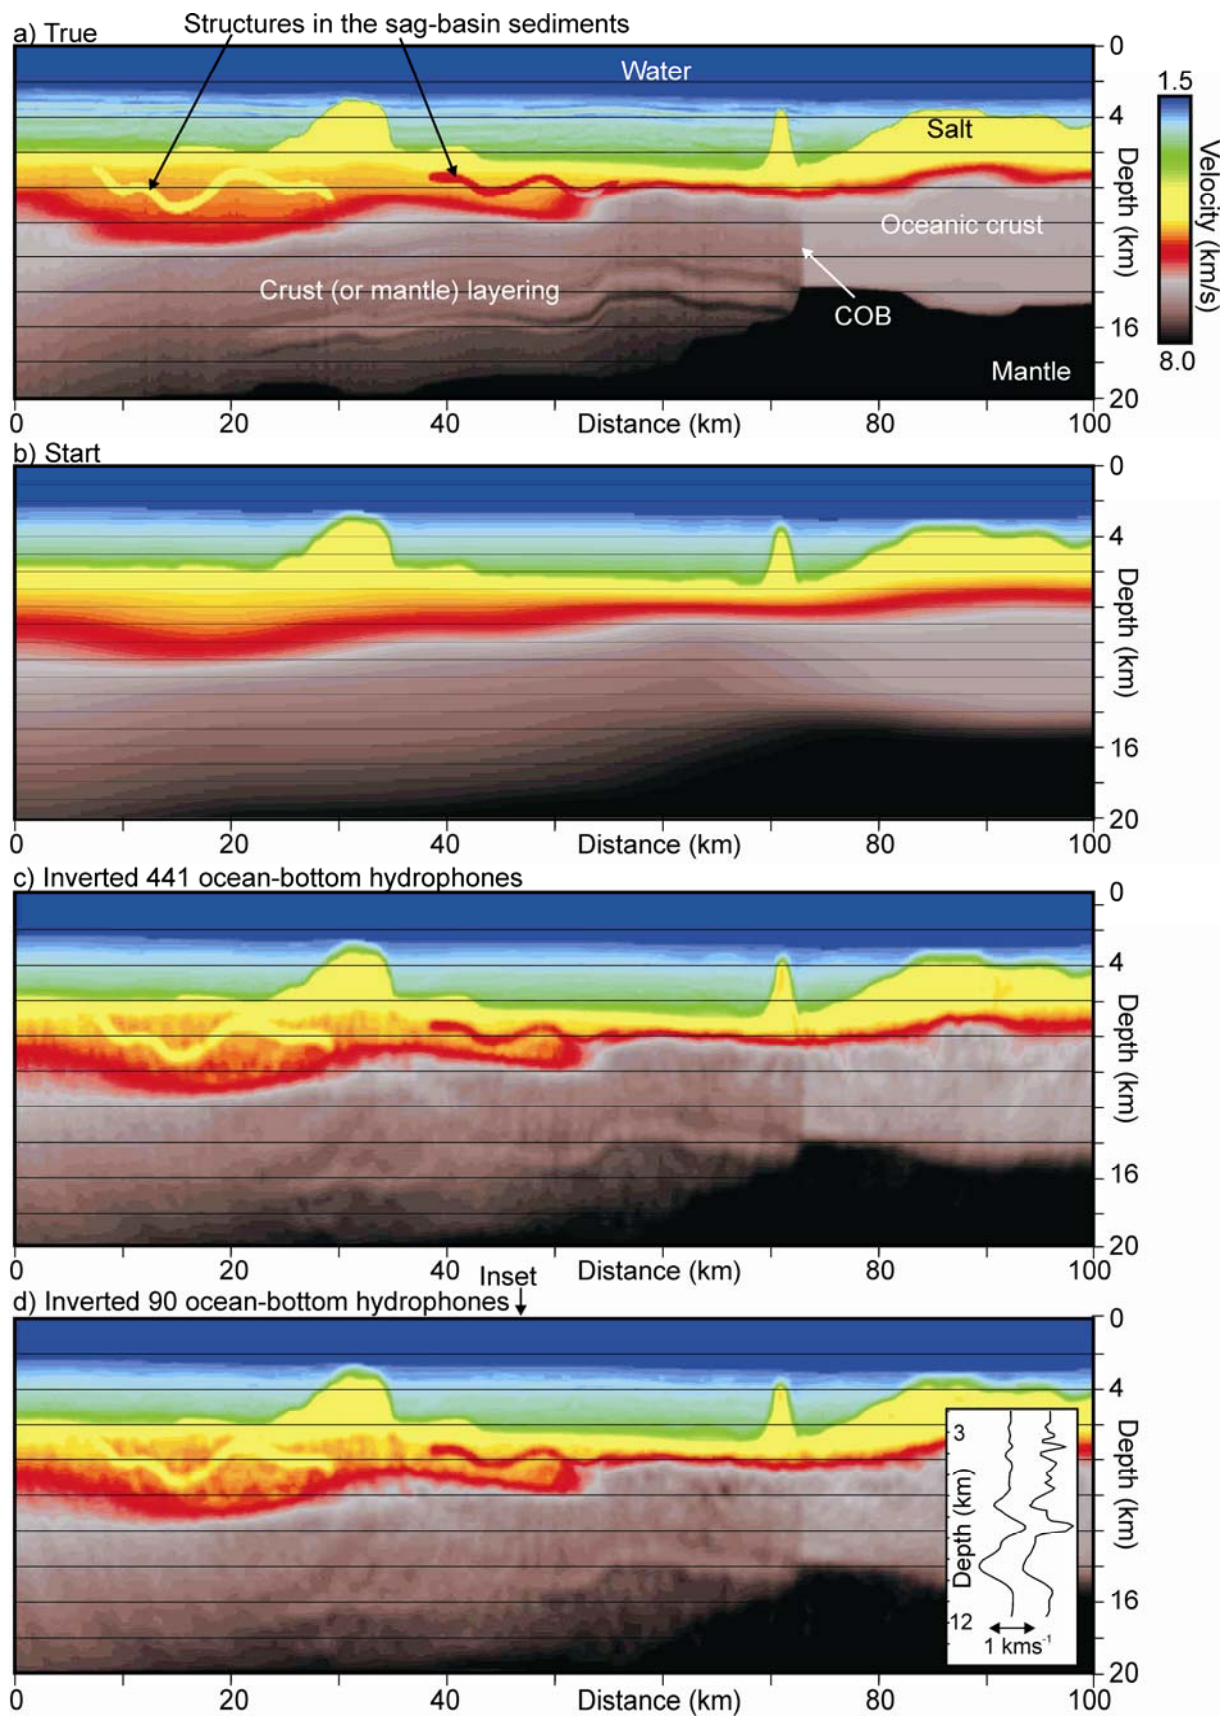 Structures in the sag-basin sediments
a) True
Water
Salt
Oceanic crust
Crust (or mantle) layering
COB
Mantle
0
4
16
20
Depth (km)
1.5
Velocity (km/s)
8.0
0 20 40 Distance (km) 80 100
b) Start
0
4
16
20
Depth (km)
0 20 40 Distance (km) 80 100
c) Inverted 441 ocean-bottom hydrophones
0
4
16
20
Depth (km)
0 20 40 Distance (km) 80 100
Inset
d) Inverted 90 ocean-bottom hydrophones
0
4
16
20
Depth (km)
3
Depth (km)
12
1 kms-1
0 20 40 Distance (km) 80 100